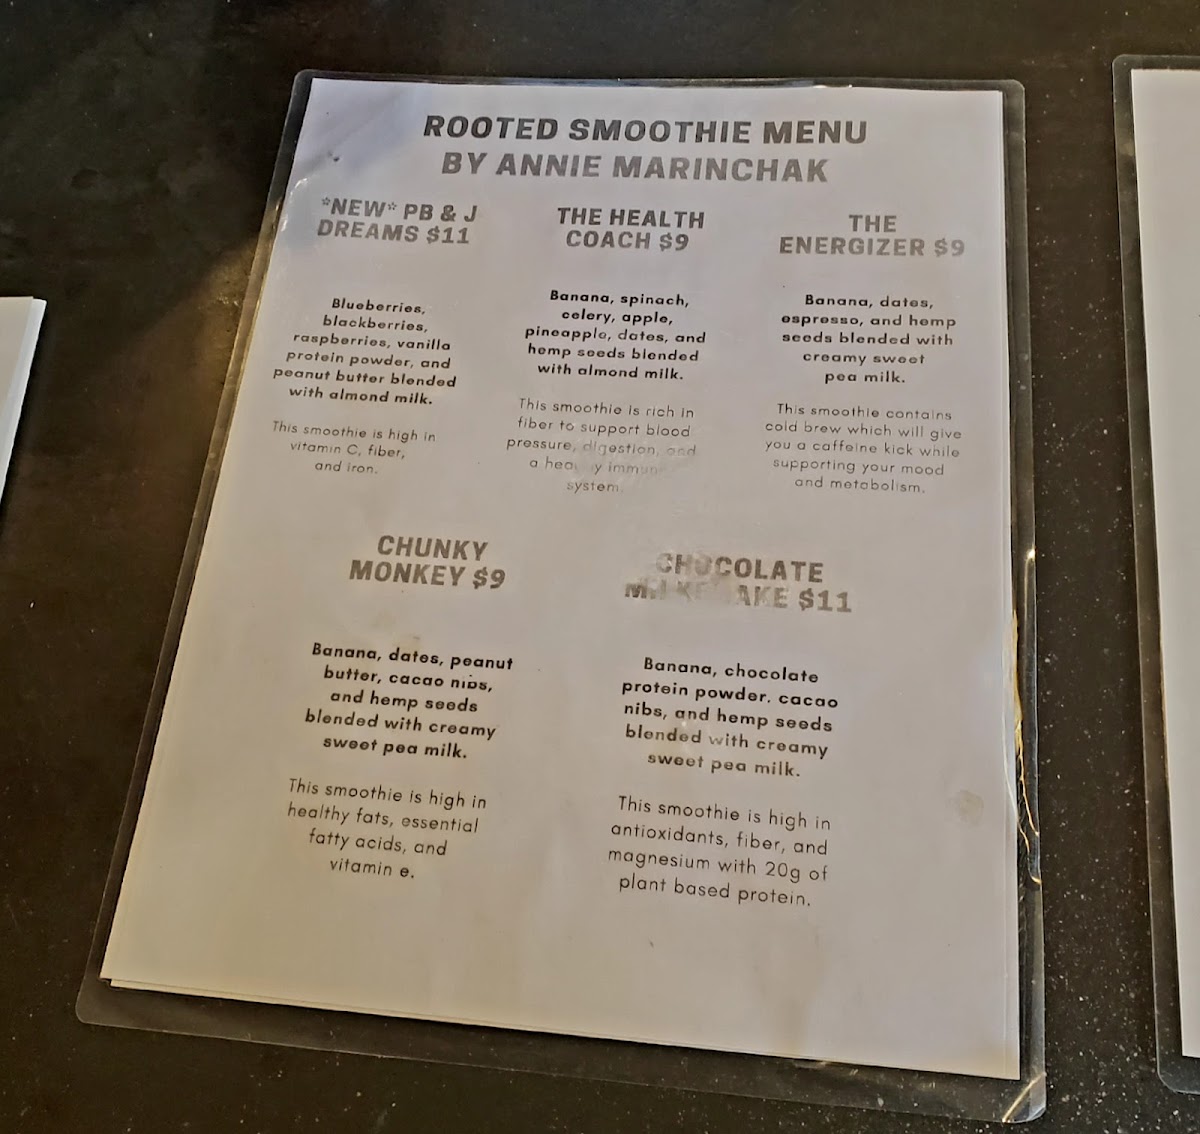 ROOTED SMOOTHIE MENU
BY ANNIE MARINCHAK
*NEW* PB & J
DREAMS $11
Blueberries,
blackberries,
raspberries, vanilla
protein powder, and
peanut butter blended
with almond milk.
This smoothie is high in
vitamin C, fiber,
and iron.
THE HEALTH
COACH $9
Banana, spinach,
celery, apple,
pineapple, dates, and
hemp seeds blended
with almond milk.
This smoothie is rich in
fiber to support blood
pressure, digestion, and
a
system.
THE
ENERGIZER $9
Banana, dates,
espresso, and hemp
seeds blended with
creamy sweet
pea milk.
This smoothie contains
cold brew which will give
you a caffeine kick while
supporting your mood
and metabolism.
CHUNKY
MONKEY $9
Banana, dates, peanut
butter, cacao nibs,
and hemp seeds
blended with creamy
sweet pea milk.
This smoothie is high in
healthy fats, essential
fatty acids, and
vitamin e.
CHOCOLATE
$11
Banana, chocolate
protein powder. cacao
nibs, and hemp seeds
blended with creamy
sweet pea milk.
This smoothie is high in
antioxidants, fiber, and
magnesium with 20g of
plant based protein.